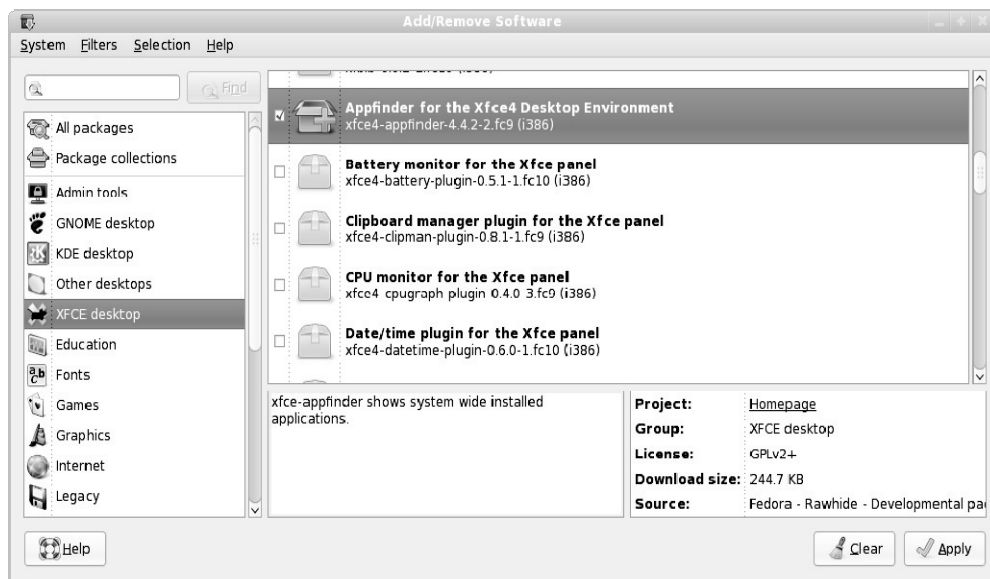 Add/Remove Software
System Filters Selection Help
Find
All packages
Package collections
Admin tools
GNOME desktop
KDE desktop
Other desktops
XFCE desktop
Education
Fonts
Games
Graphics
Internet
Legacy
Appfinder for the Xfce4 Desktop Environment
xfce4-appfinder-4.4.2-2.fc9 (i386)
Battery monitor for the Xfce panel
xfce4-battery-plugin-0.5.1-1.fc10 (i386)
Clipboard manager plugin for the Xfce panel
xfce4-clipman-plugin-0.8.1-1.fc9 (i386)
CPU monitor for the Xfce panel
xfce4-cpugraph-plugin-0.4.0-3.fc9 (i386)
Date/time plugin for the Xfce panel
xfce4-datetime-plugin-0.6.0-1.fc10 (i386)
xfce-appfinder shows system wide installed
applications.
Project: Homepage
Group: XFCE desktop
License: GPLv2+
Download size: 244.7 KB
Source: Fedora - Rawhide - Developmental pa
Help
Clear
Apply